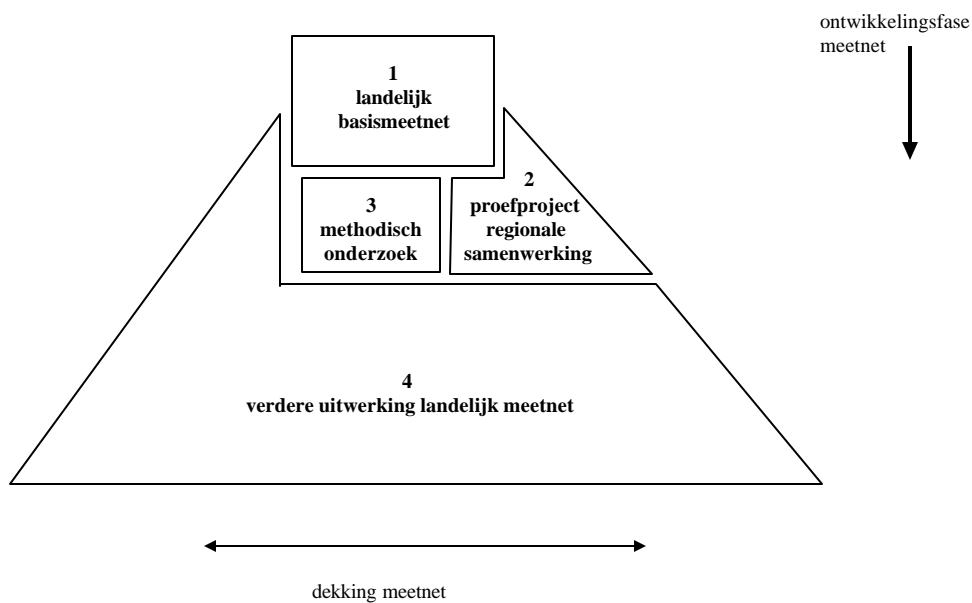 ontwikkelingsfase
meetnet
1
landelijk
basismeetnet
2
proefproject
regionale
samenwerking
3
methodisch
onderzoek
4
verdere uitwerking landelijk meetnet
dekking meetnet